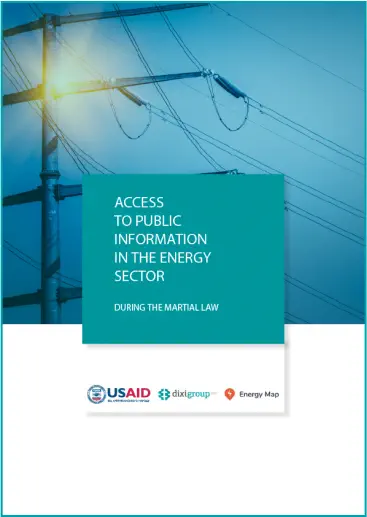 ACCESS
TO PUBLIC
INFORMATION
IN THE ENERGY
SECTOR
DURING THE MARTIAL LAW
USAID
dixigroup
Energy Map